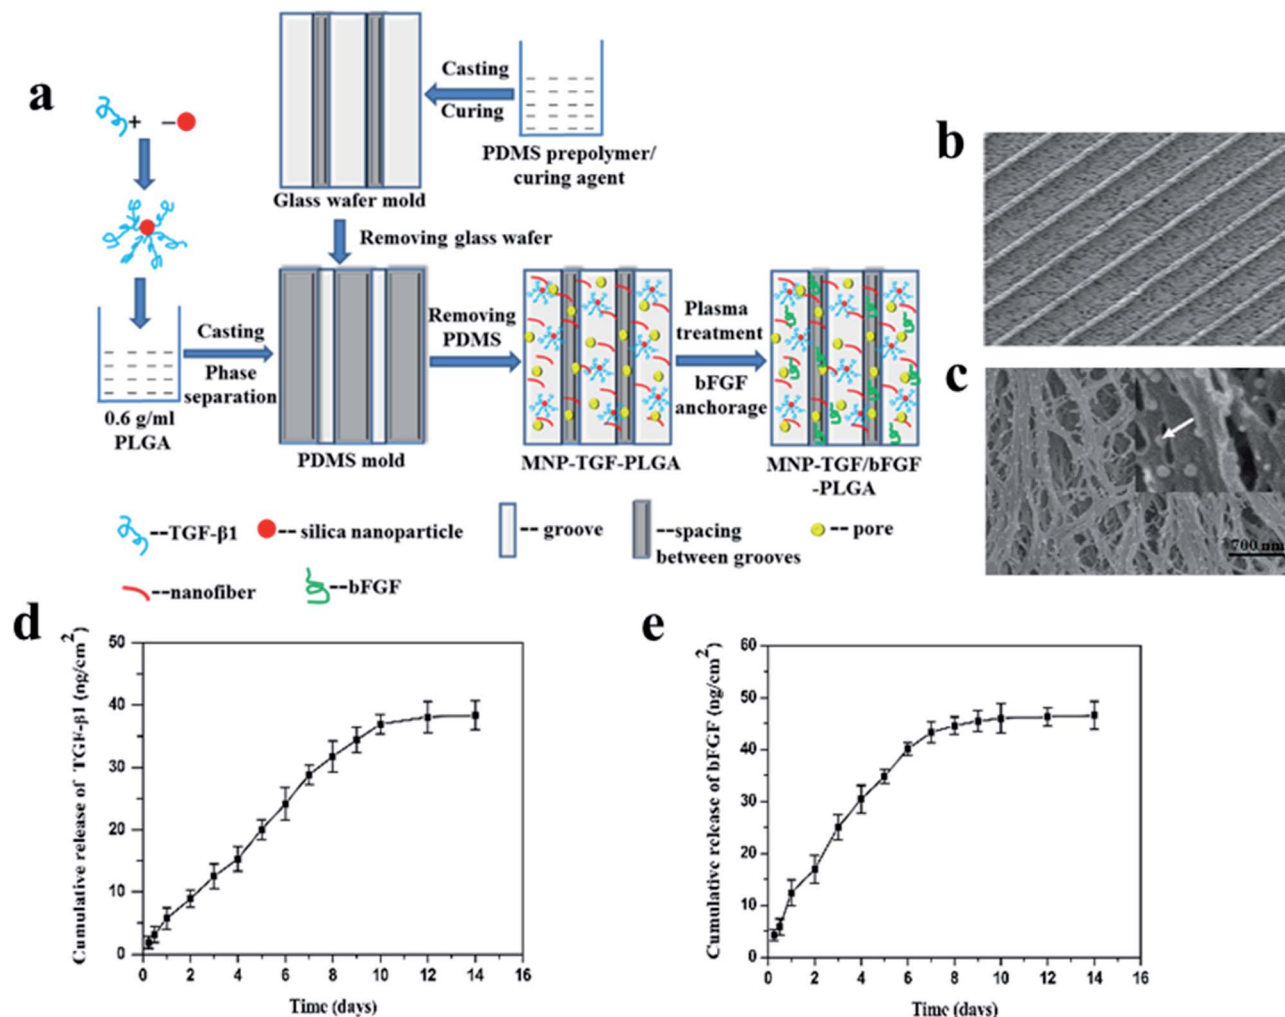 a
+
Casting
Curing
PDMS prepolymer/
curing agent
Glass wafer mold
Removing glass wafer
0.6 g/ml
PLGA
Casting
Phase
separation
PDMS mold
Removing
PDMS
MNP-TGF-PLGA
Plasma
treatment
bFGF
anchorage
MNP-TGF/bFGF
-PLGA
--TGF-β1
-- silica nanoparticle
-- groove
--spacing
between grooves
-- pore
--nanofiber
--bFGF
b
c
700 nm
d
Cumulative release of TGF-β1 (ng/cm2)
50
40
30
20
10
0
0 2 4 6 8 10 12 14 16
Time (days)
e
Cumulative release of bFGF (ng/cm2)
60
50
40
30
20
10
0
0 2 4 6 8 10 12 14 16
Time (days)